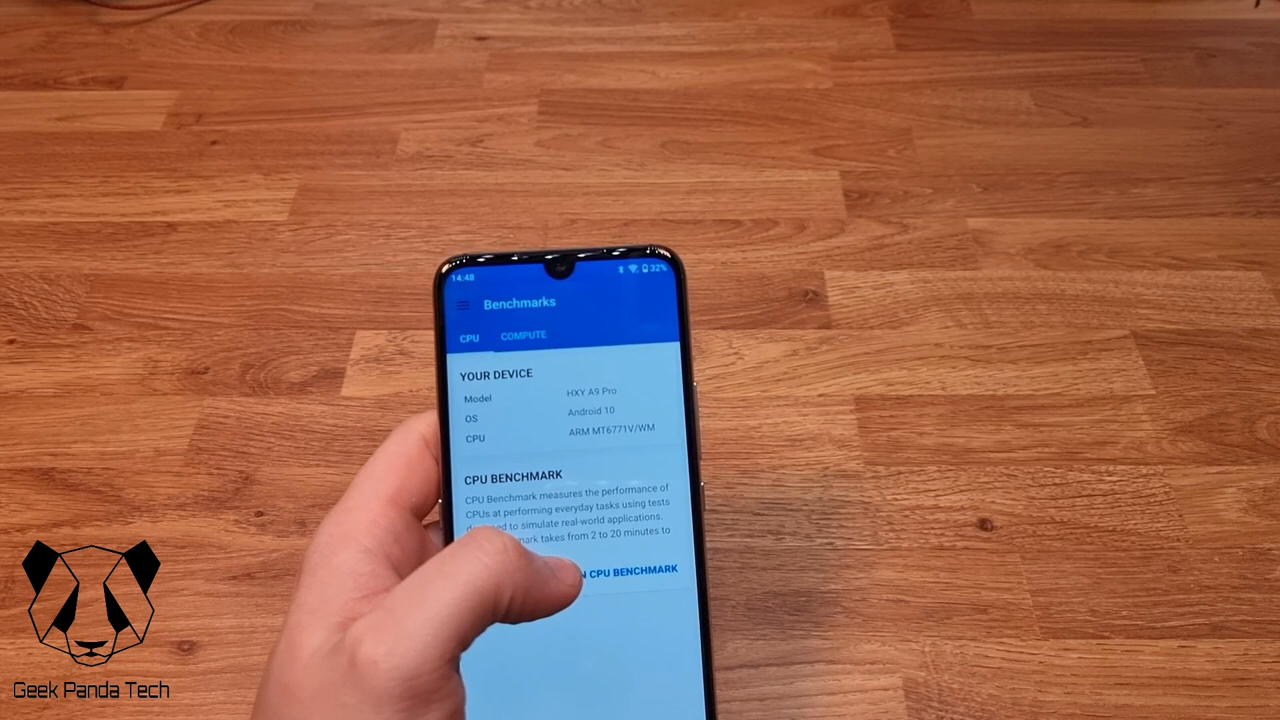 14:48
32%
Benchmarks
CPU COMPUTE
YOUR DEVICE
Model HXY A9 Pro
OS Android 10
CPU ARM MT6771V/WM
CPU BENCHMARK
CPU Benchmark measures the performance of
CPUs at performing everyday tasks using tests
to simulate real-world applications.
takes from 2 to 20 minutes to
CPU BENCHMARK
Geek Panda Tech